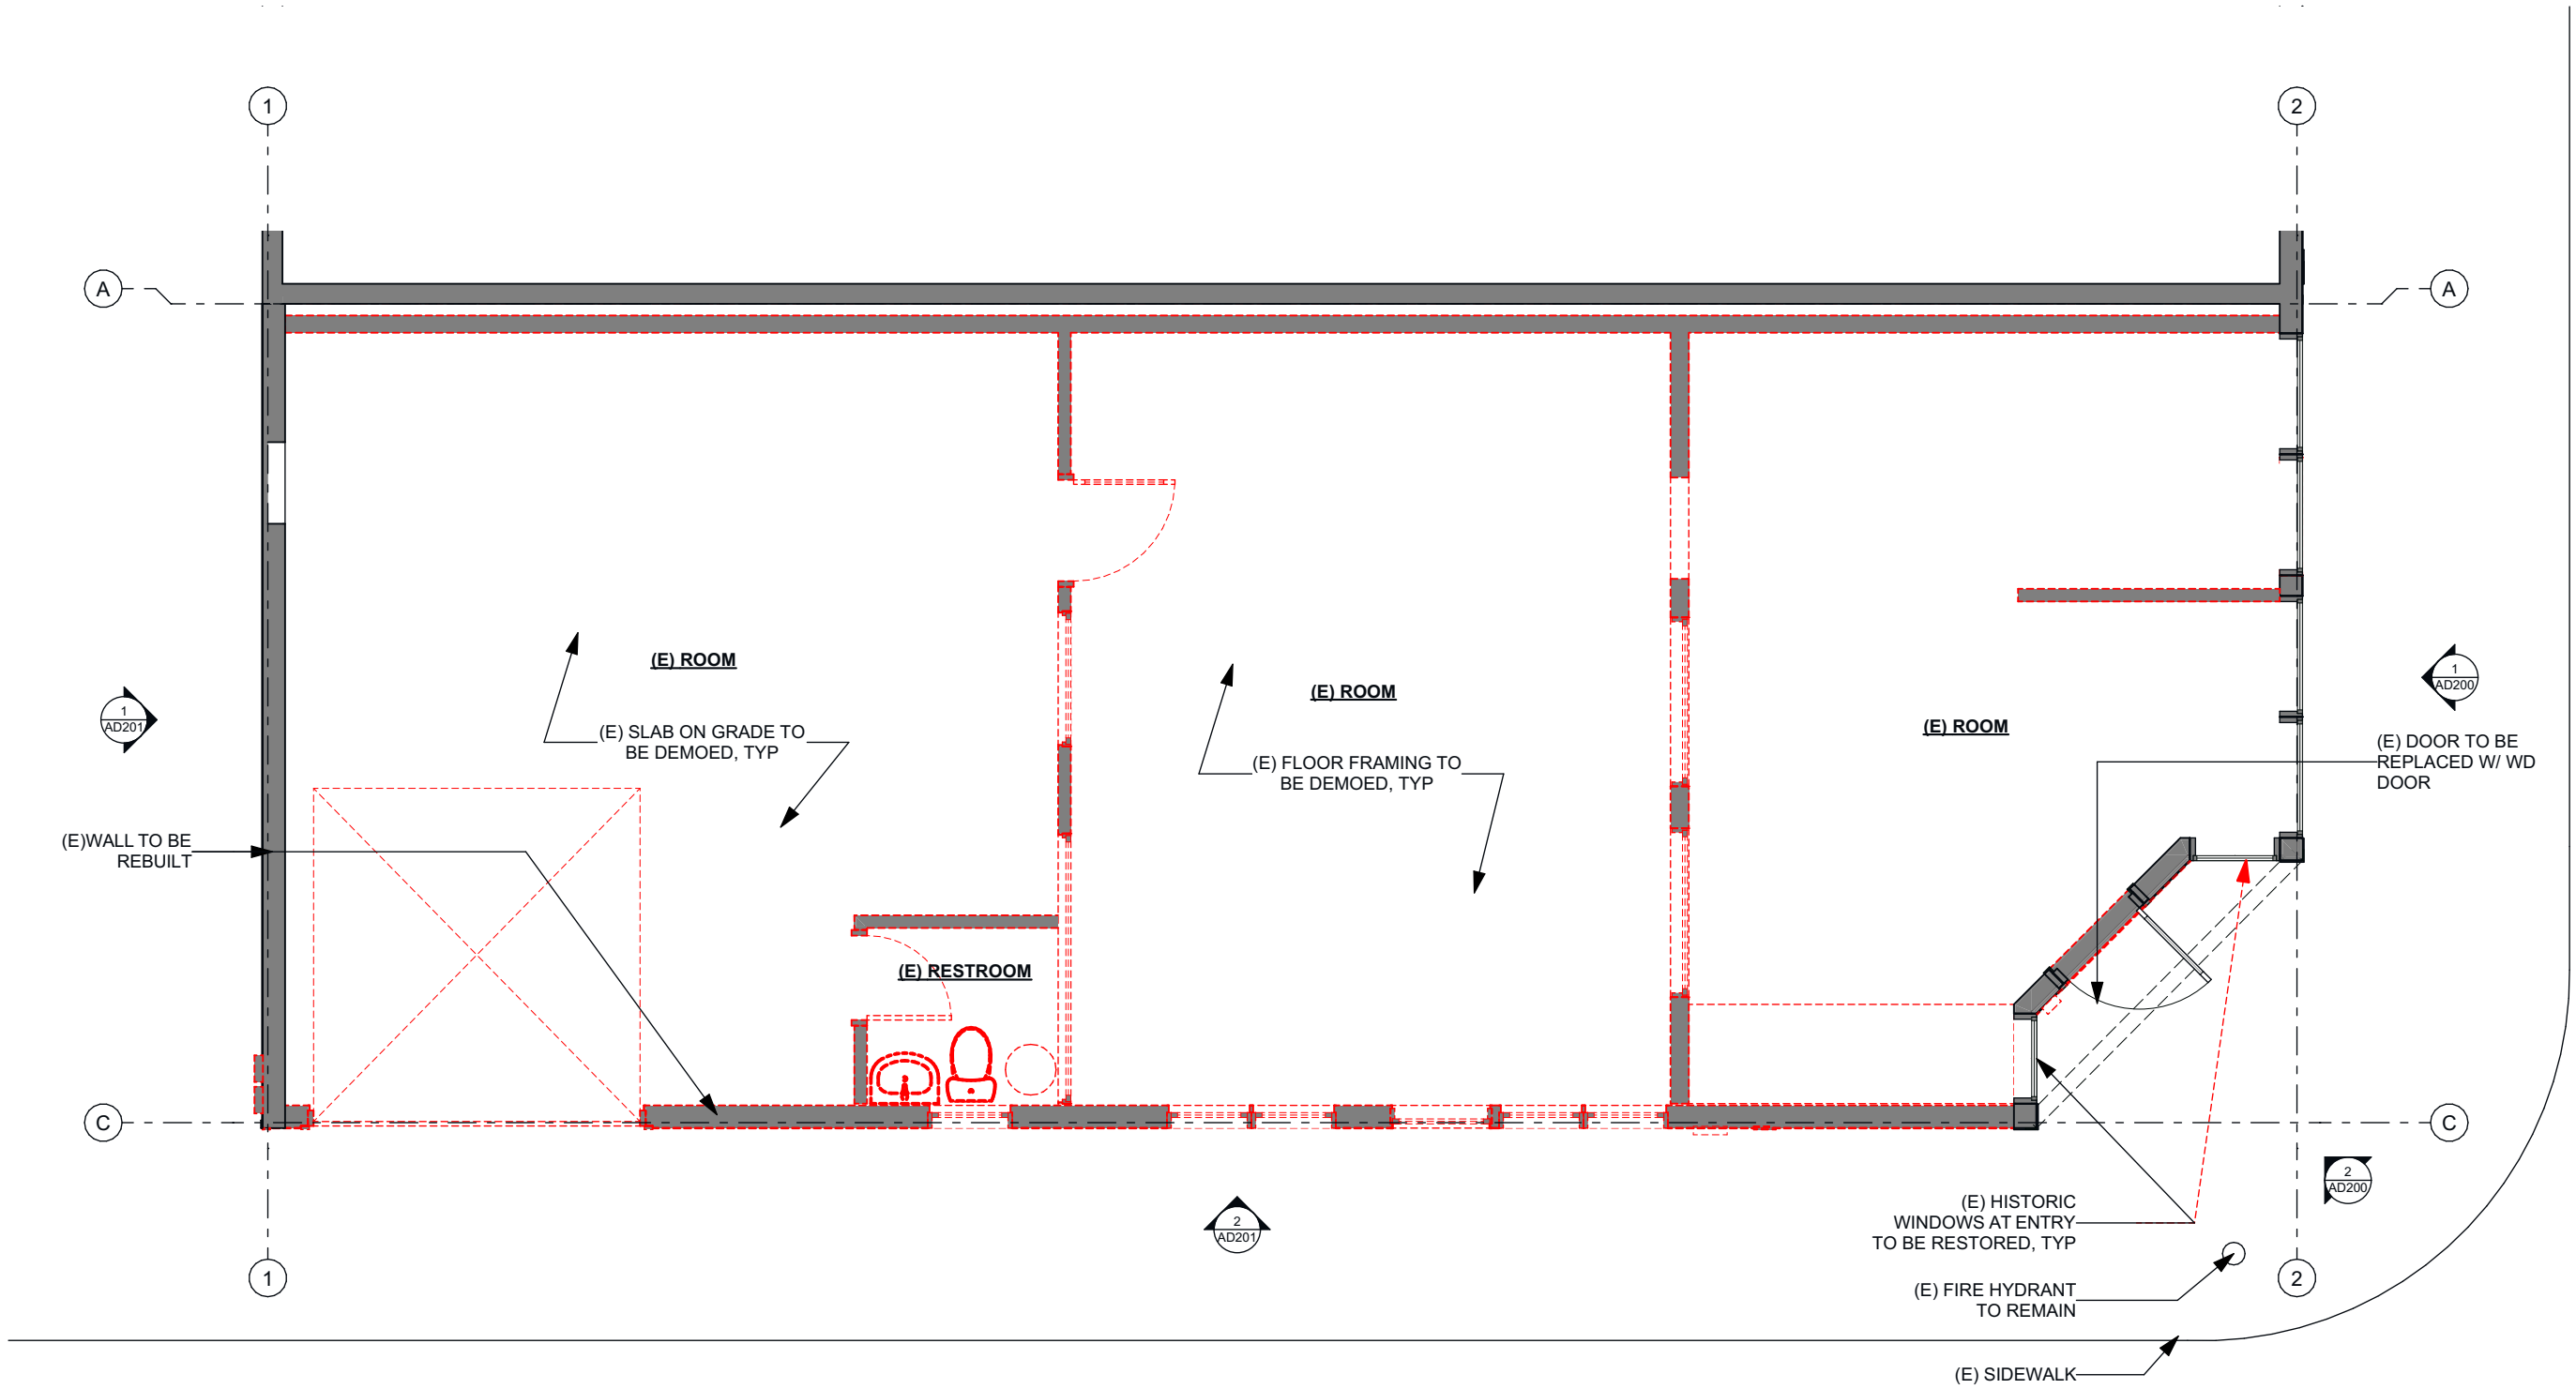 1
2
A
A
(E) ROOM
(E) ROOM
(E) ROOM
1
AD200
1
AD201
(E) SLAB ON GRADE TO
BE DEMOED, TYP
(E) FLOOR FRAMING TO
BE DEMOED, TYP
(E) DOOR TO BE
REPLACED W/ WD
DOOR
(E)WALL TO BE
REBUILT
(E) RESTROOM
C
C
2
AD200
2
AD201
(E) HISTORIC
WINDOWS AT ENTRY
TO BE RESTORED, TYP
1
2
(E) FIRE HYDRANT
TO REMAIN
(E) SIDEWALK